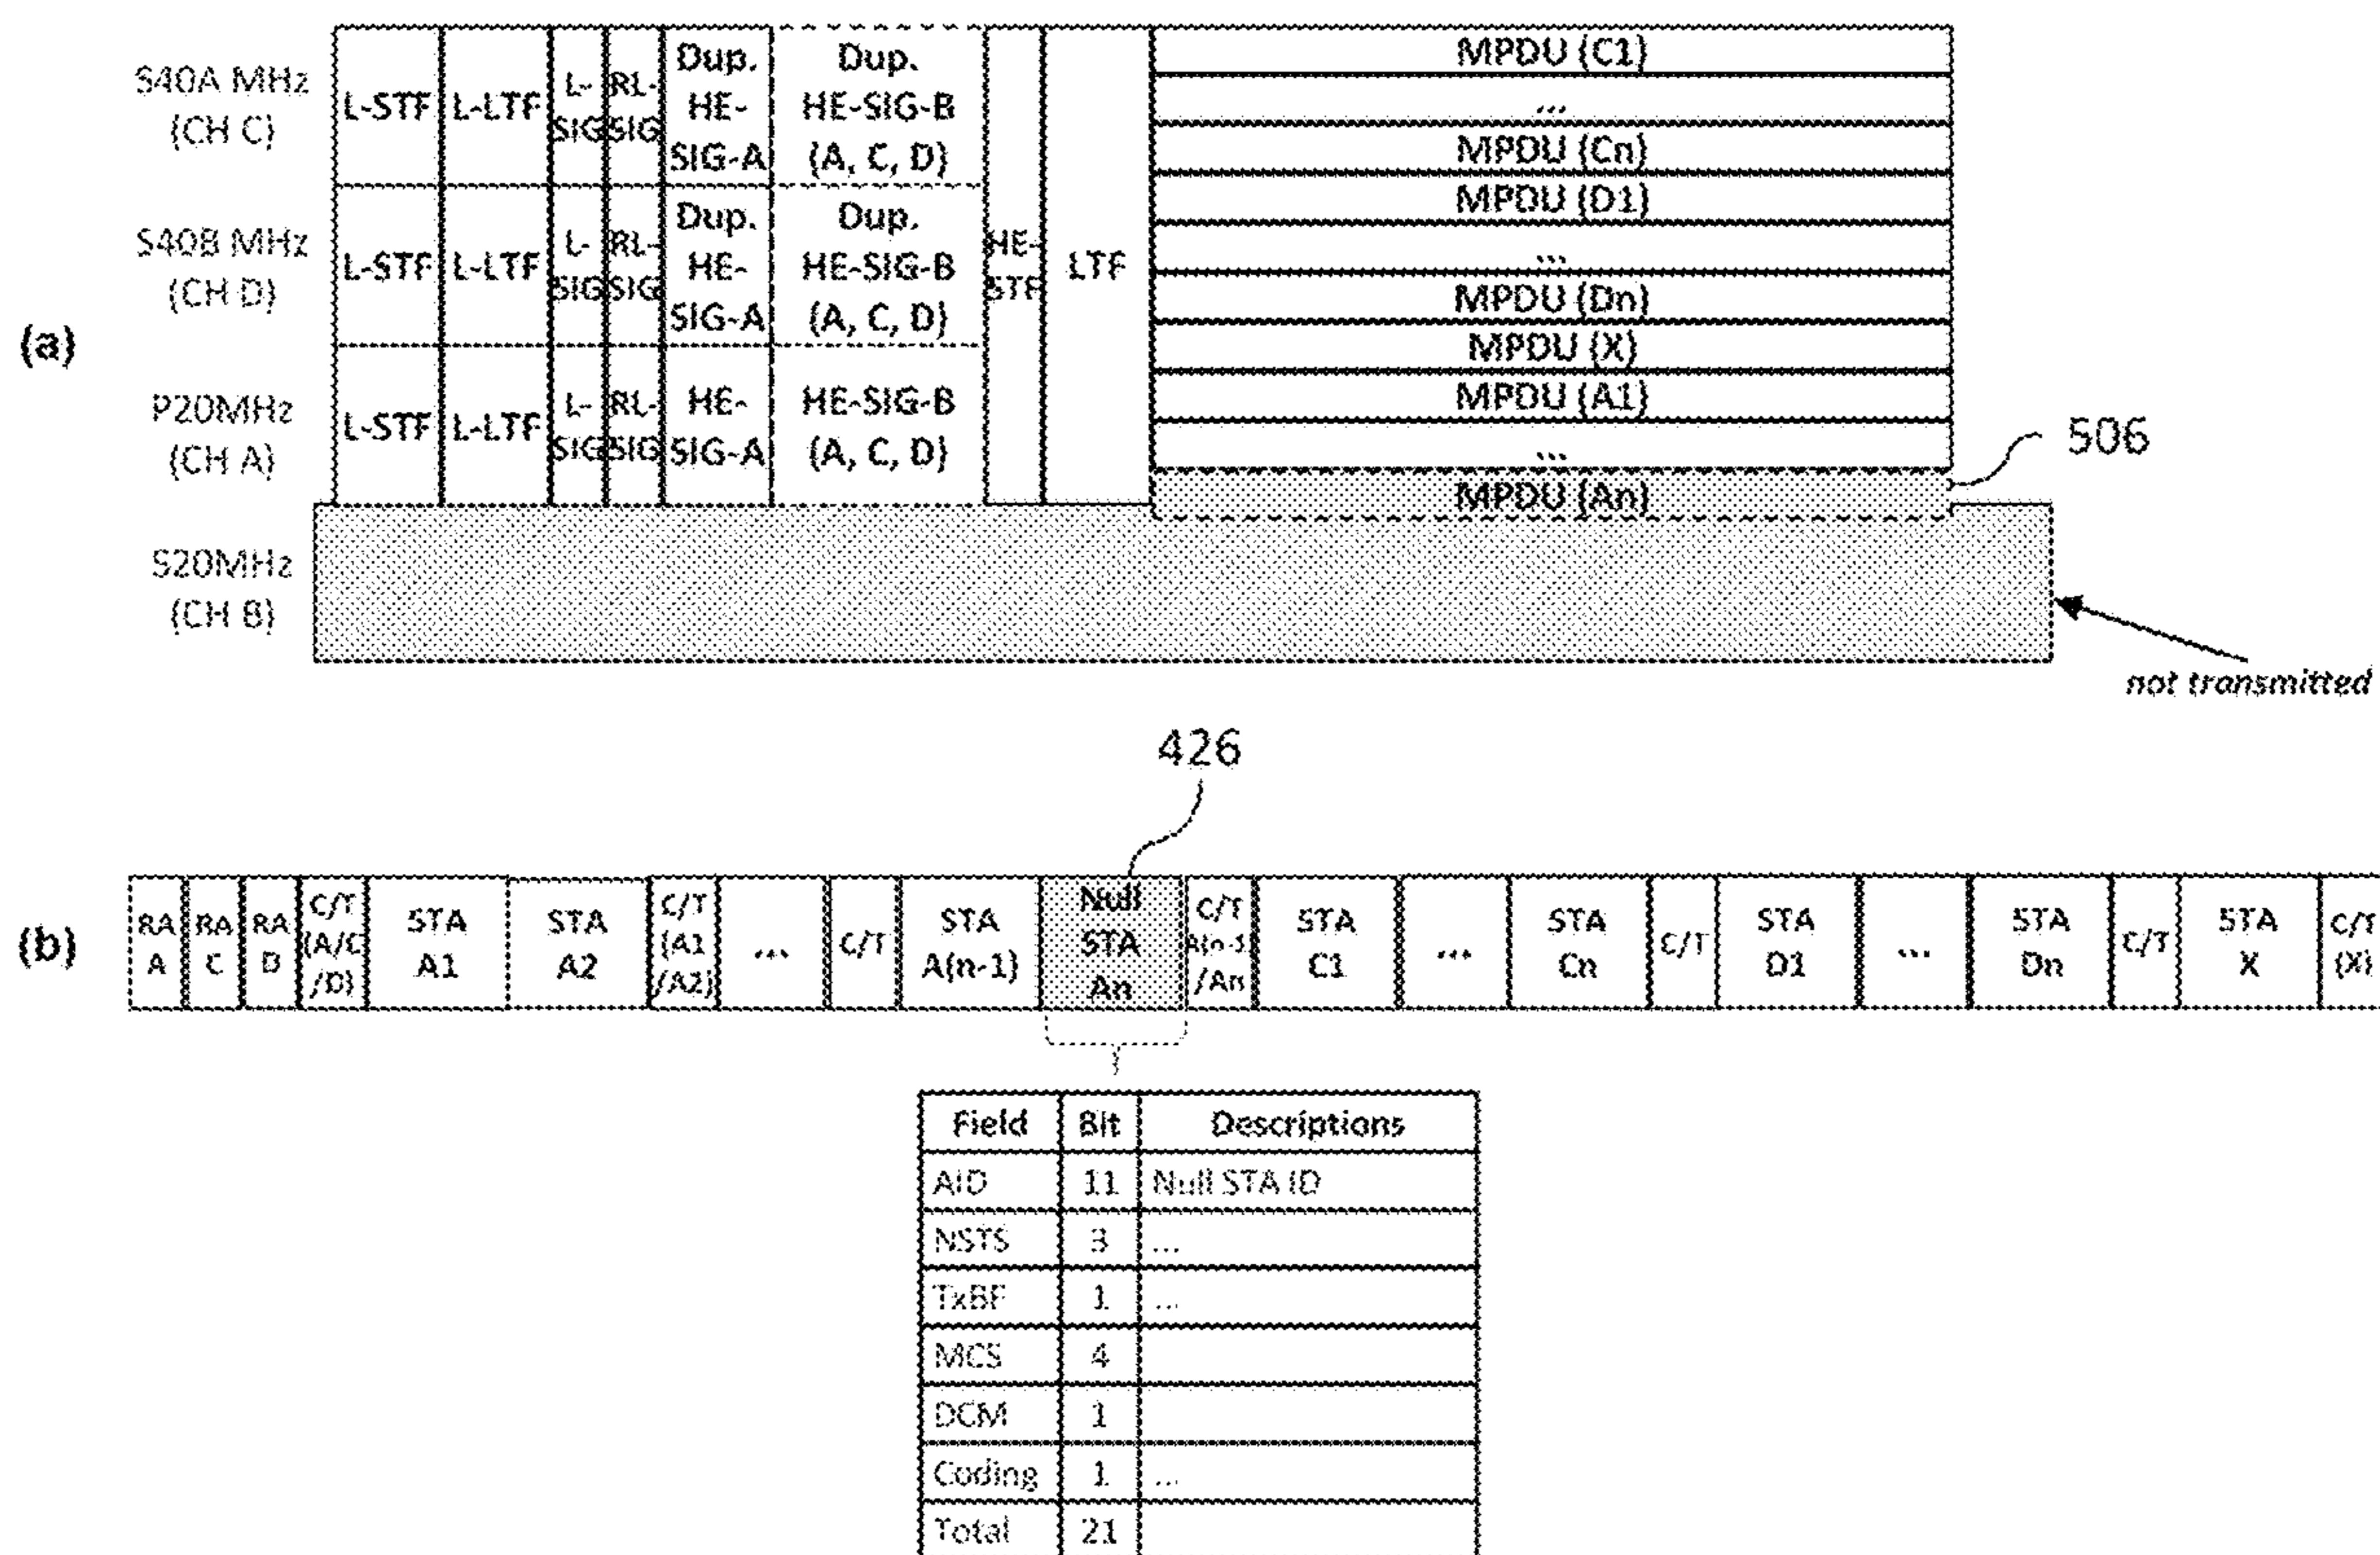 (a)
S40A MHz
(CH C)
L-STF L-LTF L-SIG RL-SIG Dup. HE-SIG-A Dup. HE-SIG-B (A, C, D)
S40B MHz
(CH D)
L-STF L-LTF L-SIG RL-SIG Dup. HE-SIG-A Dup. HE-SIG-B (A, C, D)
P20MHz
(CH A)
L-STF L-LTF L-SIG RL-SIG HE-SIG-A HE-SIG-B (A, C, D)
HE-STF LTF
MPDU (C1)
...
MPDU (Cn)
MPDU (D1)
...
MPDU (Dn)
MPDU (X)
MPDU (A1)
...
MPDU (An)
506
S20MHz
(CH B)
not transmitted
426
(b)
RA A RA C RA D C/T (A/C/D) STA A1 STA A2 C/T (A1/A2) ... C/T STA A(n-1) Null STA An C/T A(n-1)/An STA C1 ... STA Cn C/T STA D1 ... STA Dn C/T STA X C/T (X)
Field Bit Descriptions
AID 11 Null STA ID
NSTS 3 ...
TxBF 1 ...
MCS 4
DCM 1
Coding 1 ...
Total 21